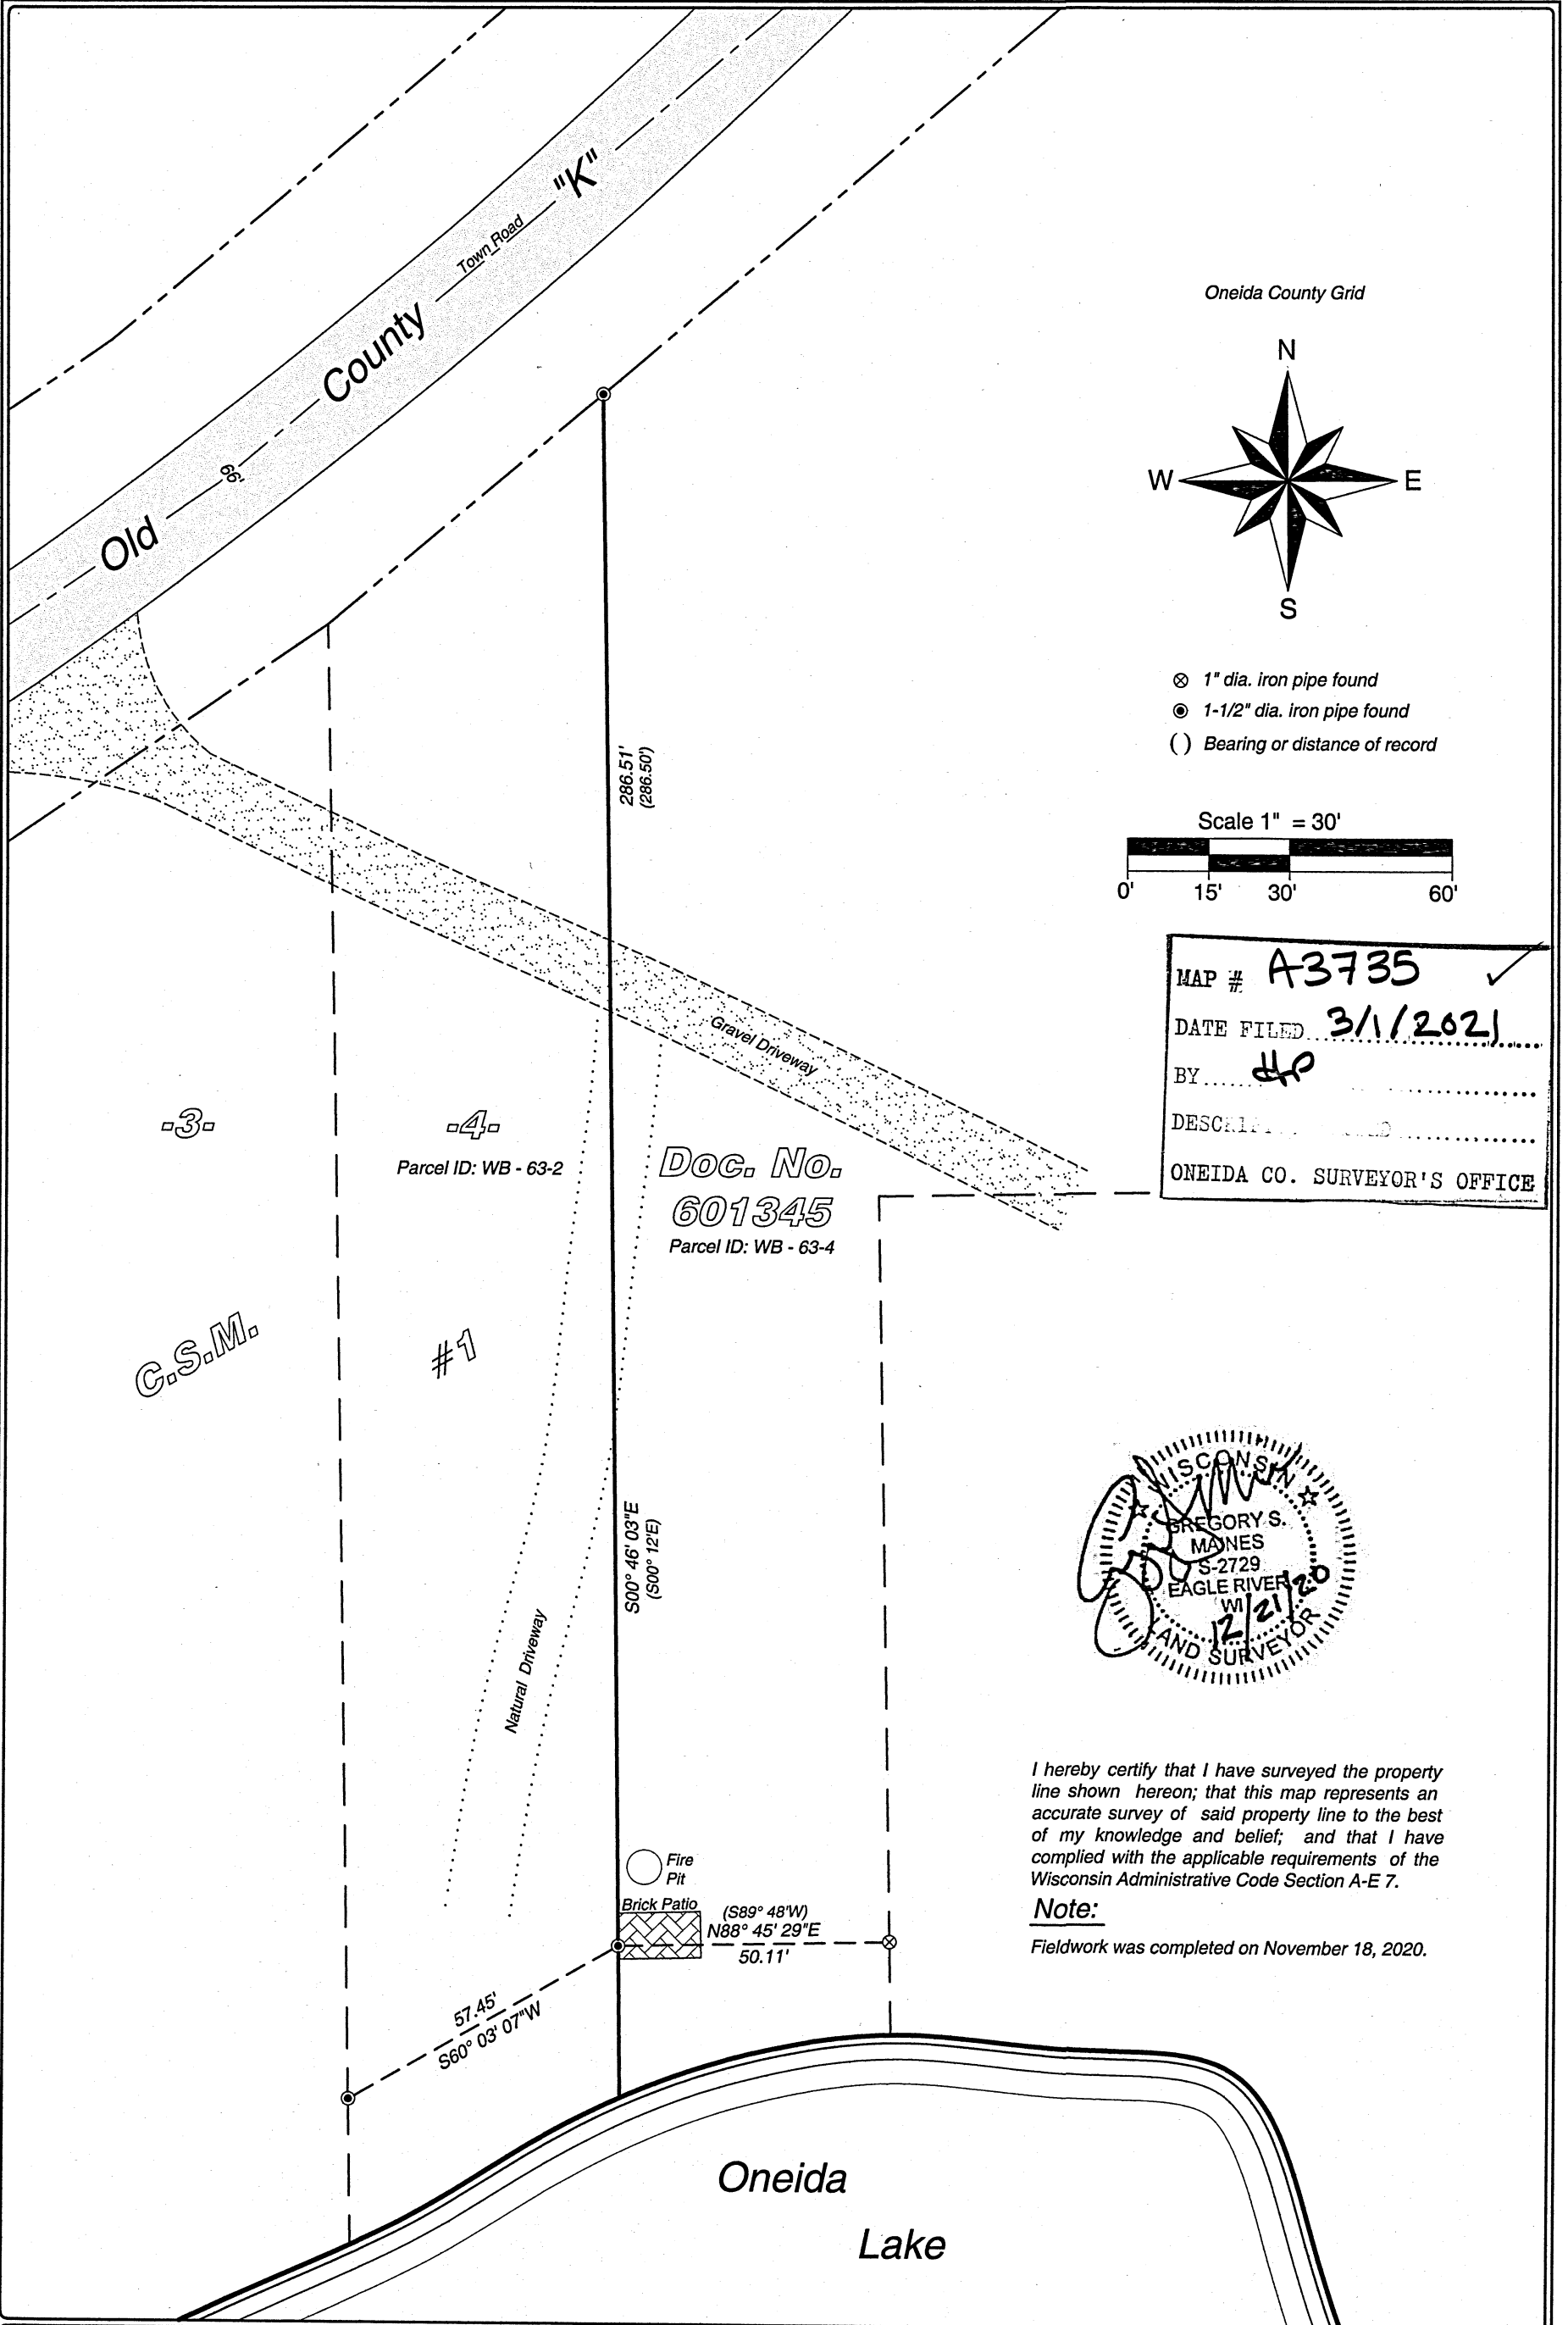 "K"
Town Road
County
66'
Old
Oneida County Grid
N
W
E
S
1" dia. iron pipe found
1-1/2" dia. iron pipe found
( ) Bearing or distance of record
Scale 1" = 30'
0' 15' 30' 60'
MAP # A3735
DATE FILED 3/1/2021
BY
ONEIDA CO. SURVEYOR'S OFFICE
286.51'
(286.50')
Gravel Driveway
-3-
-4-
Parcel ID: WB - 63-2
Doc. No.
601345
Parcel ID: WB - 63-4
C.S.M.
#1
S00° 46' 03"E
(S00° 12'E)
Natural Driveway
WISCONSIN
GREGORY S.
MAINES
S-2729
EAGLE RIVER
WI
12/21/20
LAND SURVEYOR
I hereby certify that I have surveyed the property
line shown hereon; that this map represents an
accurate survey of said property line to the best
of my knowledge and belief; and that I have
complied with the applicable requirements of the
Wisconsin Administrative Code Section A-E 7.
Note:
Fieldwork was completed on November 18, 2020.
Fire
Pit
Brick Patio
(S89° 48'W)
N88° 45' 29"E
50.11'
57.45'
S60° 03' 07"W
Oneida
Lake